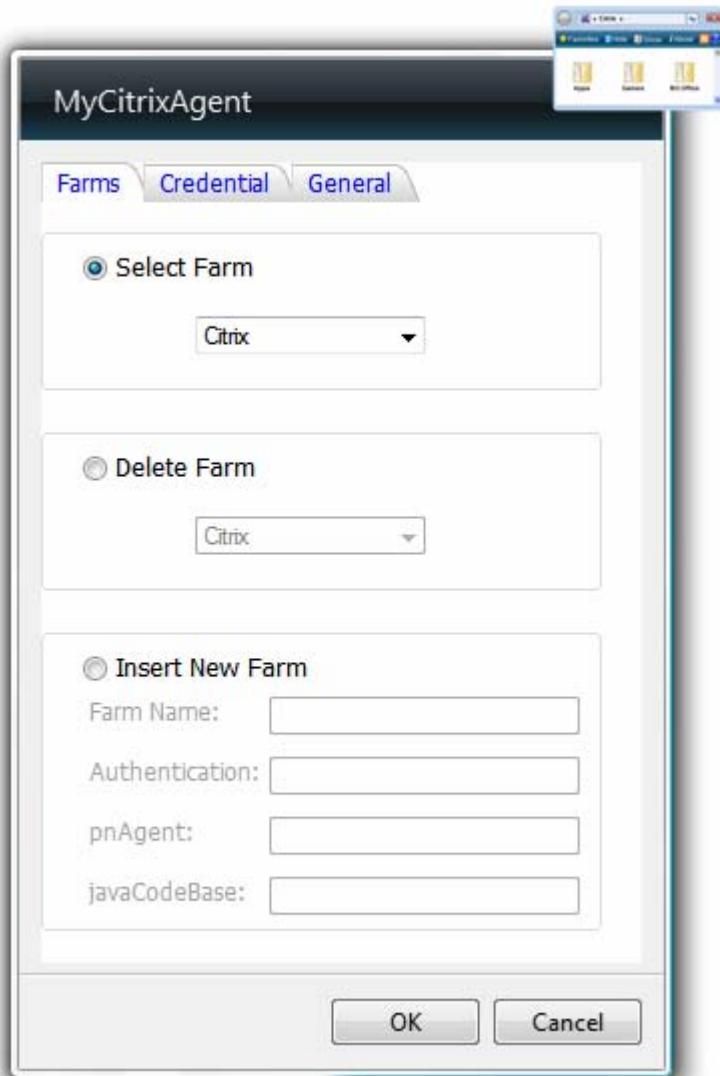 Citrix
MyCitrixAgent
Farms Credential General
Select Farm
Citrix
Delete Farm
Citrix
Insert New Farm
Farm Name:
Authentication:
pnAgent:
javaCodeBase:
OK Cancel